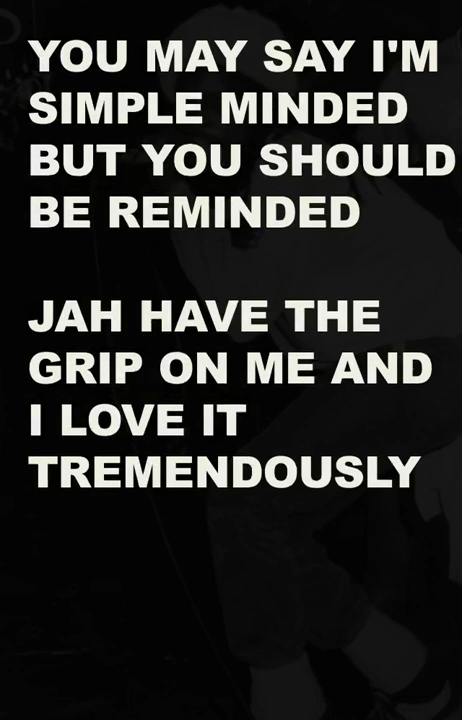 YOU MAY SAY I'M
SIMPLE MINDED
BUT YOU SHOULD
BE REMINDED
JAH HAVE THE
GRIP ON ME AND
I LOVE IT
TREMENDOUSLY